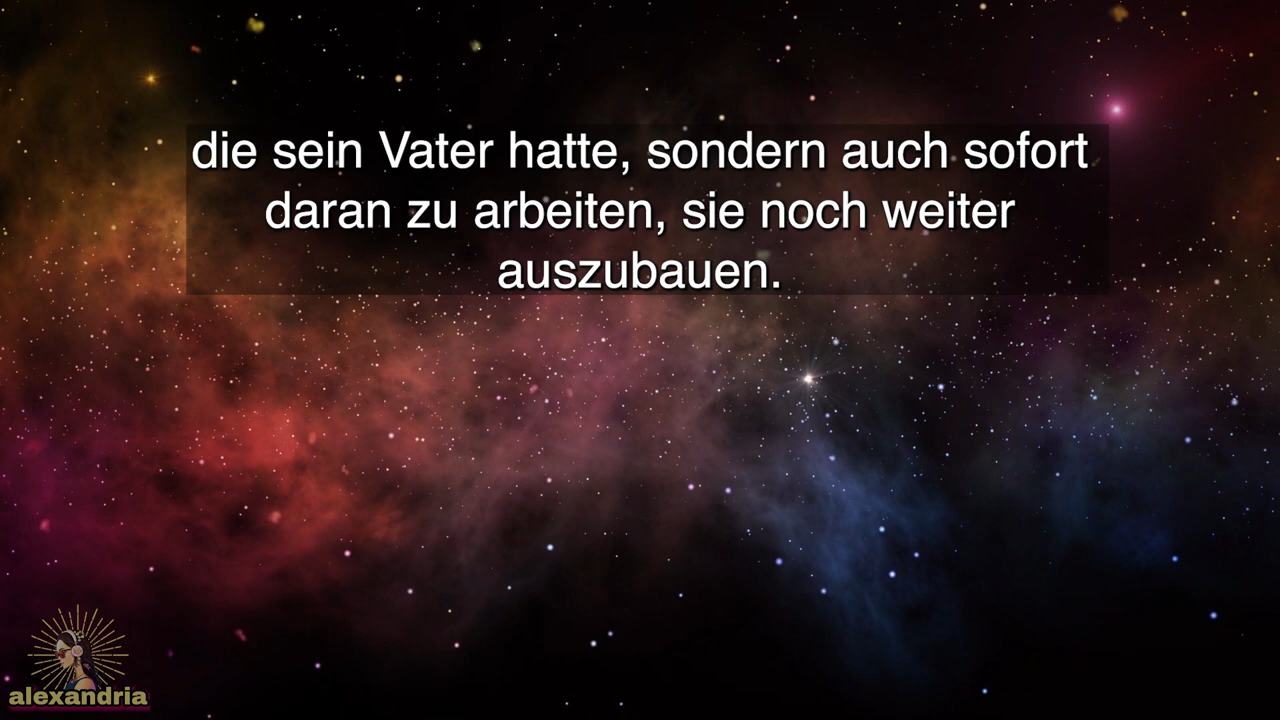 die sein Vater hatte, sondern auch sofort
daran zu arbeiten, sie noch weiter
auszubauen.
alexandria